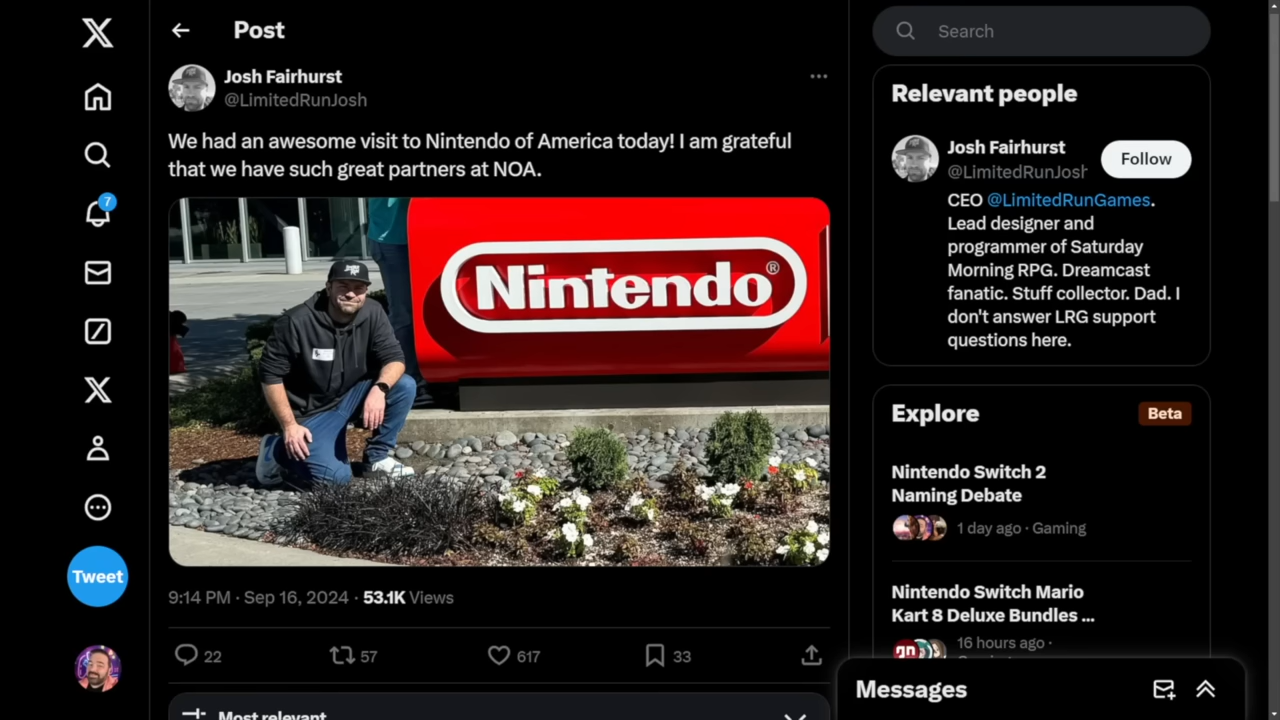 Post
Josh Fairhurst
@LimitedRunJosh
We had an awesome visit to Nintendo of America today! I am grateful
that we have such great partners at NOA.
Nintendo®
9:14 PM · Sep 16, 2024 · 53.1K Views
22
57
617
33
Most relevant
7
Tweet
Search
Relevant people
Josh Fairhurst
@LimitedRunJosh
Follow
CEO @LimitedRunGames.
Lead designer and
programmer of Saturday
Morning RPG. Dreamcast
fanatic. Stuff collector. Dad. I
don't answer LRG support
questions here.
Explore
Beta
Nintendo Switch 2
Naming Debate
1 day ago · Gaming
Nintendo Switch Mario
Kart 8 Deluxe Bundles ...
16 hours ago ·
Messages